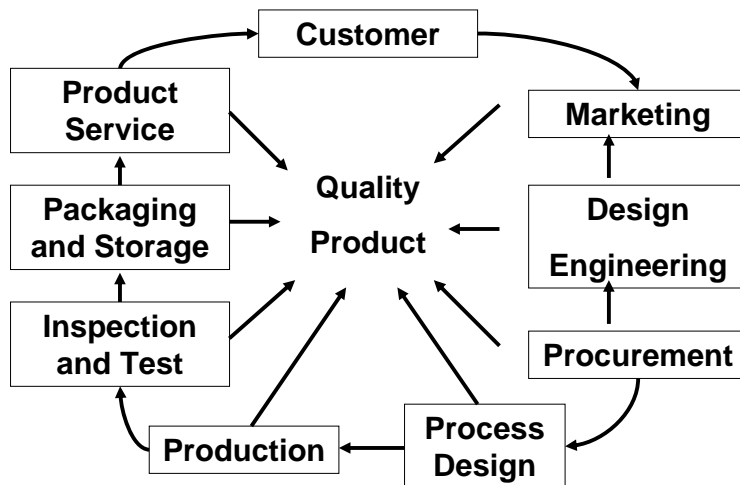 Customer
Product
Service
Marketing
Quality
Product
Packaging
and Storage
Design
Engineering
Inspection
and Test
Procurement
Production
Process
Design